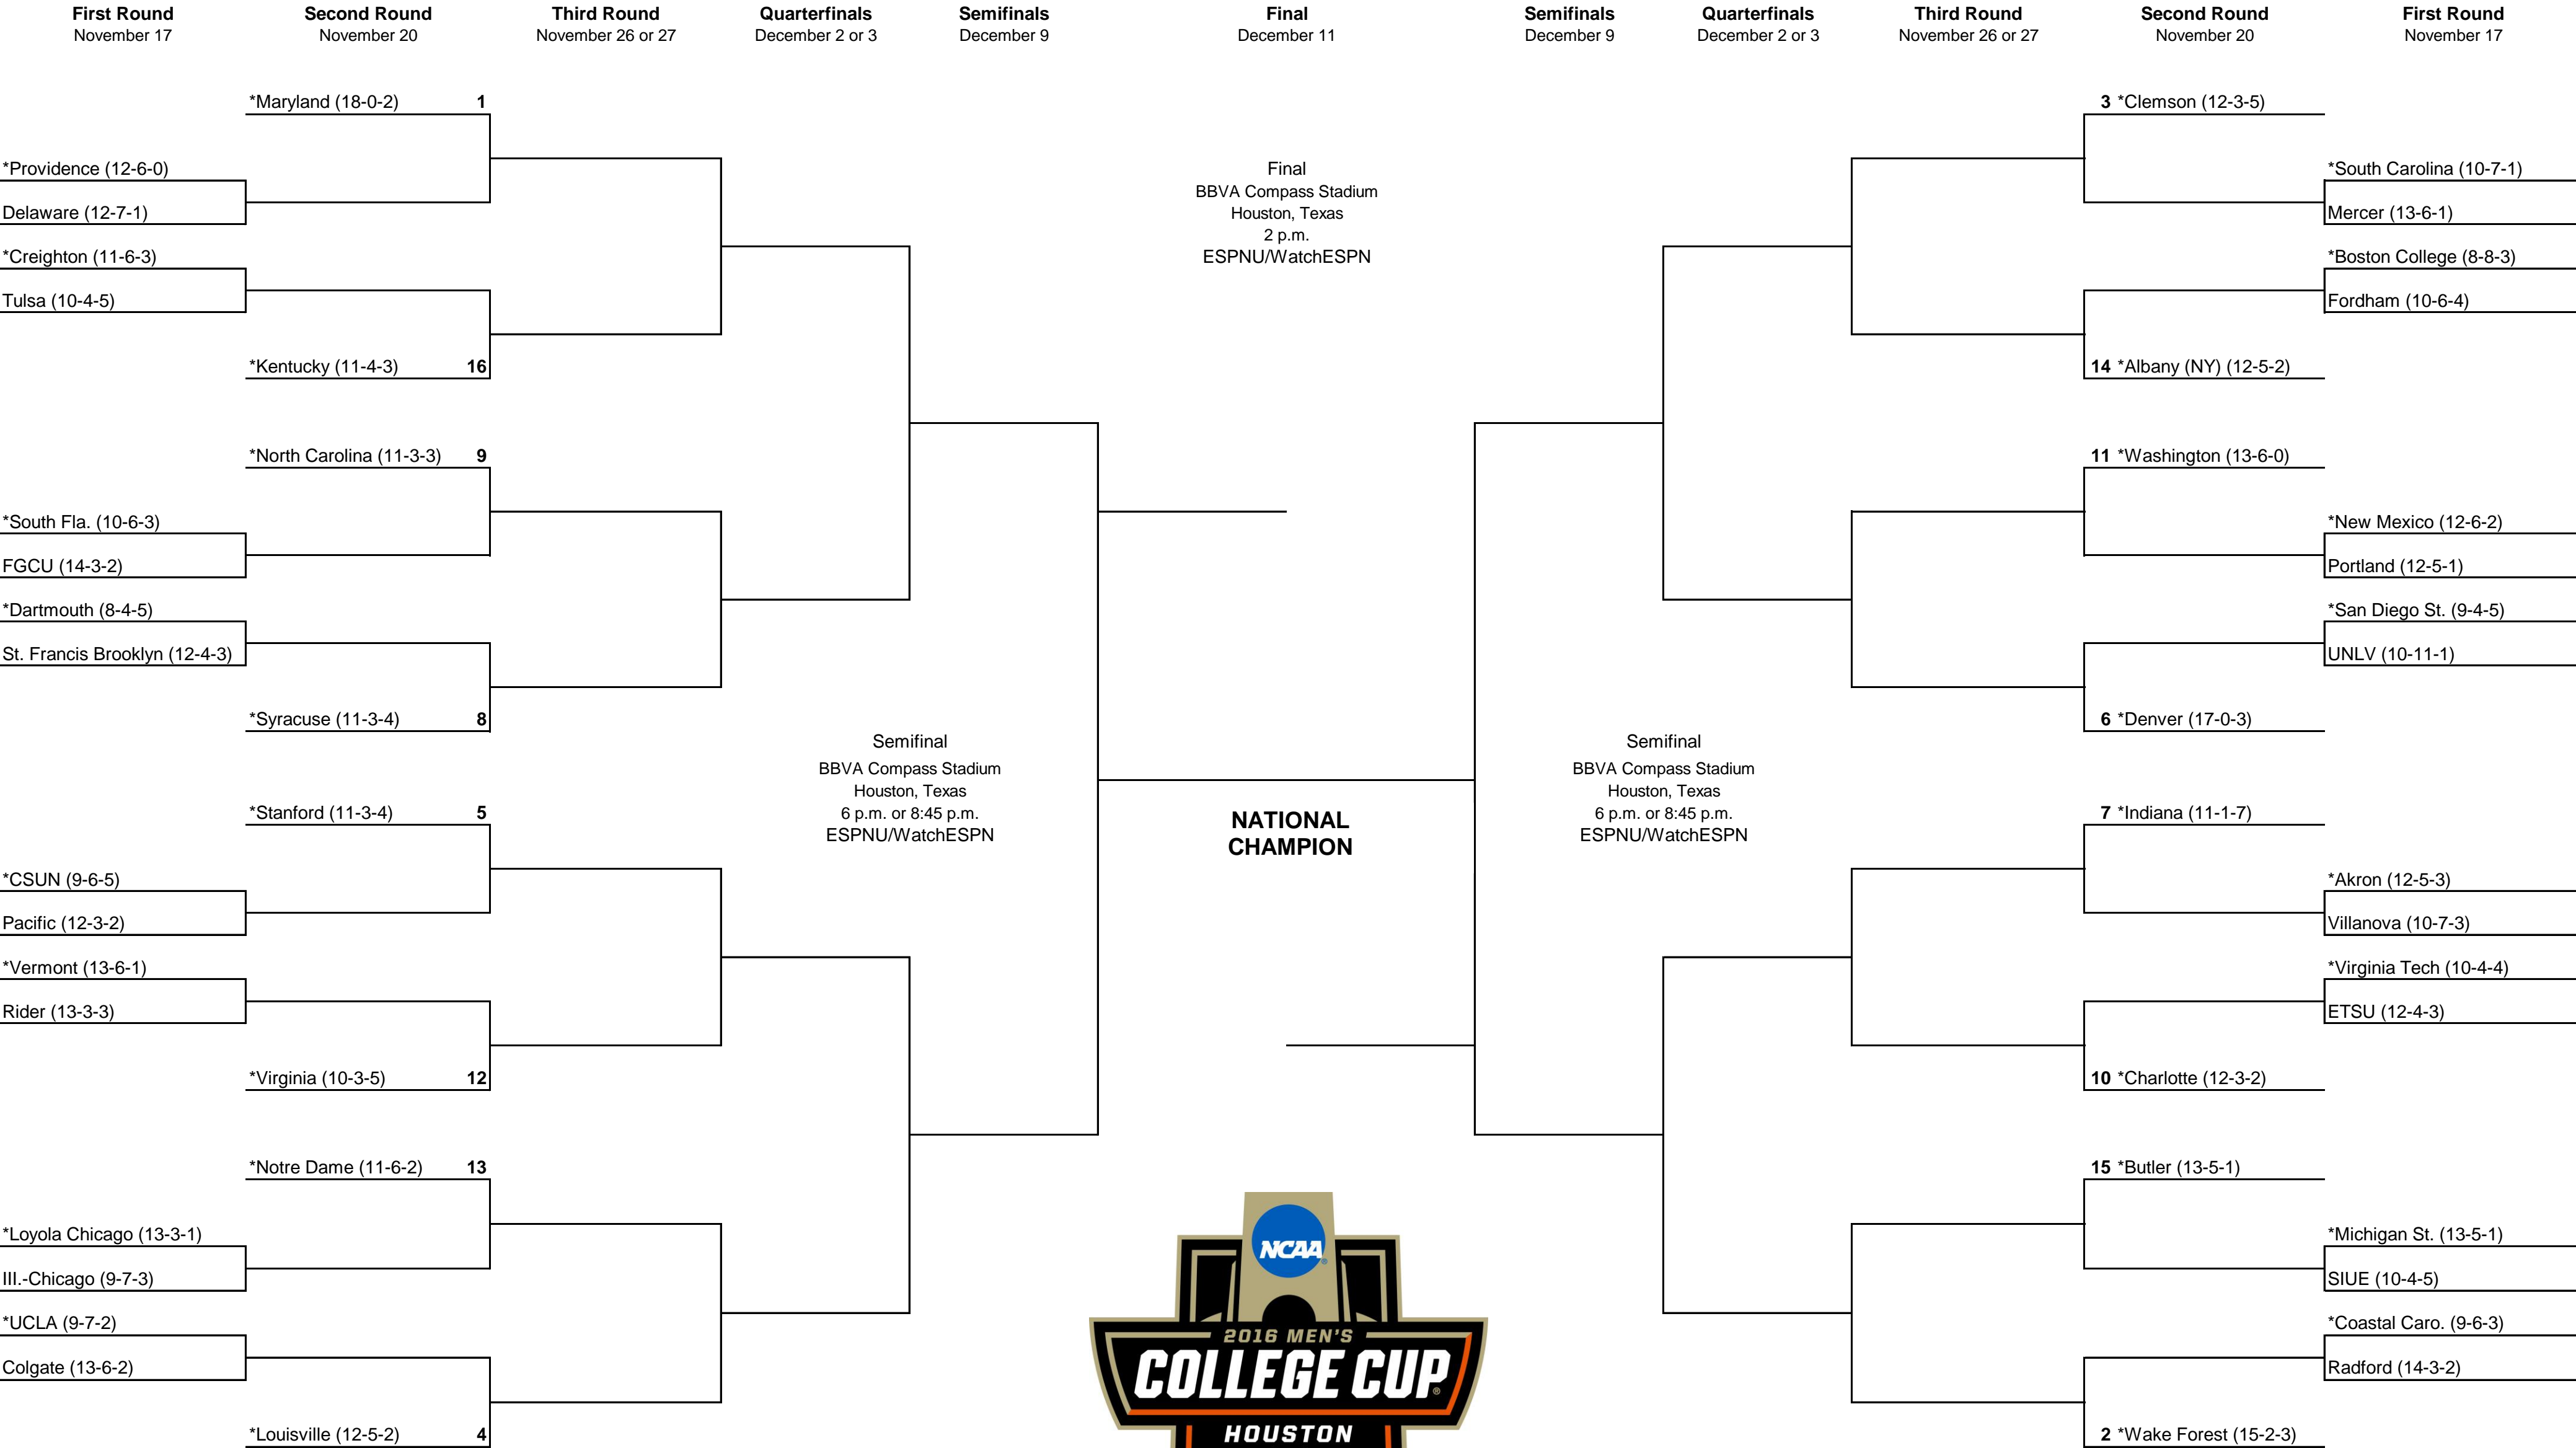 First Round
November 17
Second Round
November 20
Third Round
November 26 or 27
Quarterfinals
December 2 or 3
Semifinals
December 9
Final
December 11
Semifinals
December 9
Quarterfinals
December 2 or 3
Third Round
November 26 or 27
Second Round
November 20
First Round
November 17
*Maryland (18-0-2) 1
*Providence (12-6-0)
Delaware (12-7-1)
*Creighton (11-6-3)
Tulsa (10-4-5)
*Kentucky (11-4-3) 16
*North Carolina (11-3-3) 9
*South Fla. (10-6-3)
FGCU (14-3-2)
*Dartmouth (8-4-5)
St. Francis Brooklyn (12-4-3)
*Syracuse (11-3-4) 8
*Stanford (11-3-4) 5
*CSUN (9-6-5)
Pacific (12-3-2)
*Vermont (13-6-1)
Rider (13-3-3)
*Virginia (10-3-5) 12
*Notre Dame (11-6-2) 13
*Loyola Chicago (13-3-1)
Ill.-Chicago (9-7-3)
*UCLA (9-7-2)
Colgate (13-6-2)
*Louisville (12-5-2) 4
Semifinal
BBVA Compass Stadium
Houston, Texas
6 p.m. or 8:45 p.m.
ESPNU/WatchESPN
Final
BBVA Compass Stadium
Houston, Texas
2 p.m.
ESPNU/WatchESPN
NATIONAL
CHAMPION
NCAA
2016 MEN'S
COLLEGE CUP
HOUSTON
Semifinal
BBVA Compass Stadium
Houston, Texas
6 p.m. or 8:45 p.m.
ESPNU/WatchESPN
3 *Clemson (12-3-5)
*South Carolina (10-7-1)
Mercer (13-6-1)
*Boston College (8-8-3)
Fordham (10-6-4)
14 *Albany (NY) (12-5-2)
11 *Washington (13-6-0)
*New Mexico (12-6-2)
Portland (12-5-1)
*San Diego St. (9-4-5)
UNLV (10-11-1)
6 *Denver (17-0-3)
7 *Indiana (11-1-7)
*Akron (12-5-3)
Villanova (10-7-3)
*Virginia Tech (10-4-4)
ETSU (12-4-3)
10 *Charlotte (12-3-2)
15 *Butler (13-5-1)
*Michigan St. (13-5-1)
SIUE (10-4-5)
*Coastal Caro. (9-6-3)
Radford (14-3-2)
2 *Wake Forest (15-2-3)